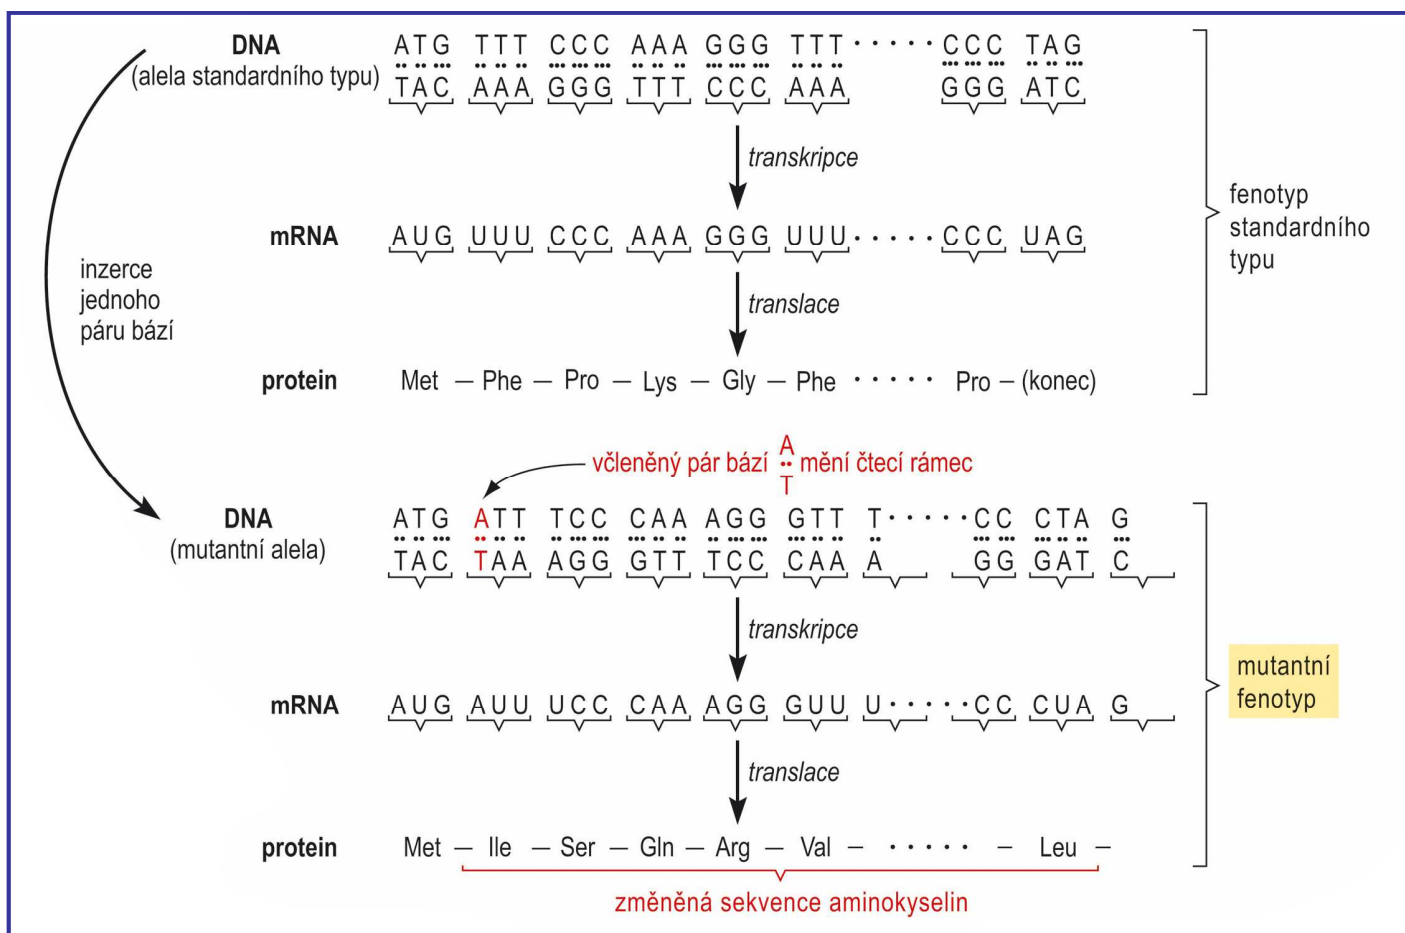 DNA
(alela standardního typu)
ATG TTT CCC AAA GGG TTT ····· CCC TAG
TAC AAA GGG TTT CCC AAA GGG ATC
transkripce
mRNA AUG UUU CCC AAA GGG UUU ····· CCC UAG
fenotyp
standardního
typu
inzerce
jednoho
páru bází
translace
protein Met – Phe – Pro – Lys – Gly – Phe ····· Pro – (konec)
včleněný pár bází A T mění čtecí rámec
DNA
(mutantní alela)
ATG ATT TCC CAA AGG GTT T ····· CC CTA G
TAC TAA AGG GTT TCC CAA A GG GAT C
transkripce
mutantní
fenotyp
mRNA AUG AUU UCC CAA AGG GUU U ····· CC CUA G
translace
protein Met – Ile – Ser – Gln – Arg – Val – ····· – Leu –
změněná sekvence aminokyselin